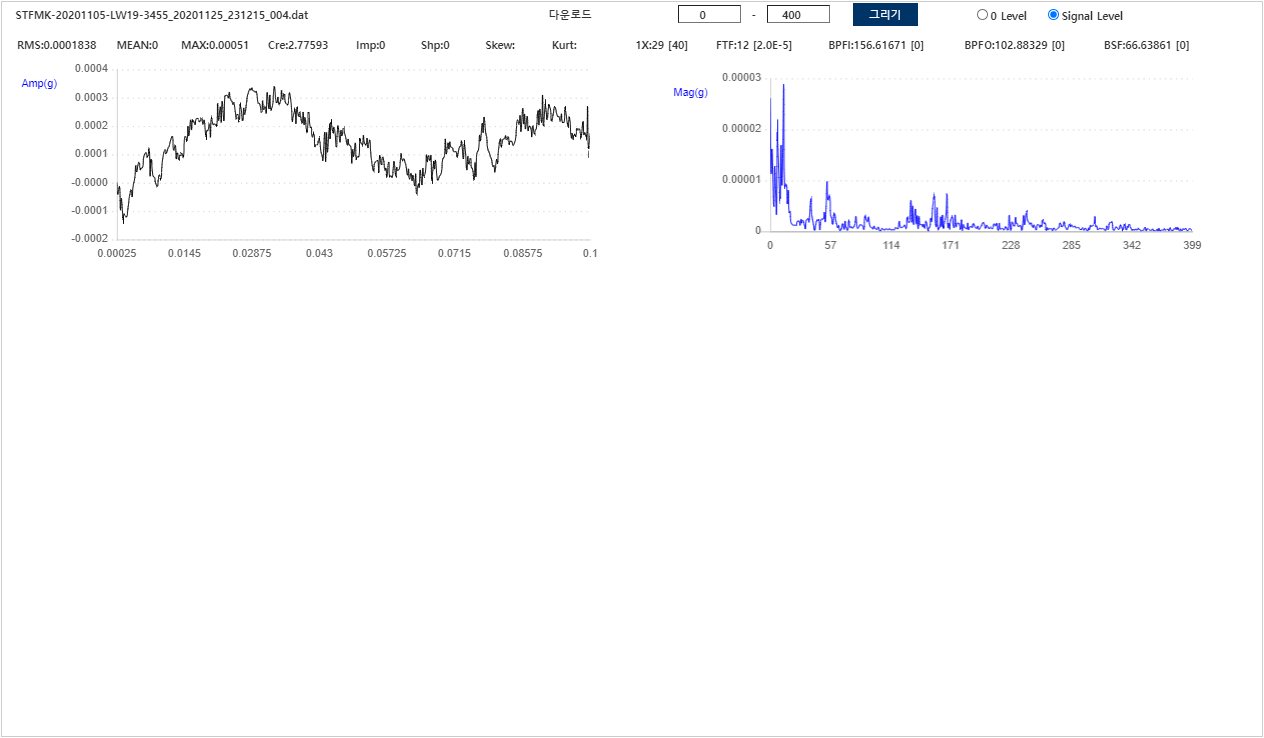 STFMK-20201105-LW19-3455_20201125_231215_004.dat 다운로드 0 - 400 그리기 0 Level Signal Level
RMS:0.0001838 MEAN:0 MAX:0.00051 Cre:2.77593 Imp:0 Shp:0 Skew: Kurt: 1X:29 [40] FTF:12 [2.0E-5] BPFI:156.61671 [0] BPFO:102.88329 [0] BSF:66.63861 [0]
Amp(g)
0.0004
0.0003
0.0002
0.0001
-0.0000
-0.0001
-0.0002
0.00025 0.0145 0.02875 0.043 0.05725 0.0715 0.08575 0.1
Mag(g)
0.00003
0.00002
0.00001
0
0 57 114 171 228 285 342 399